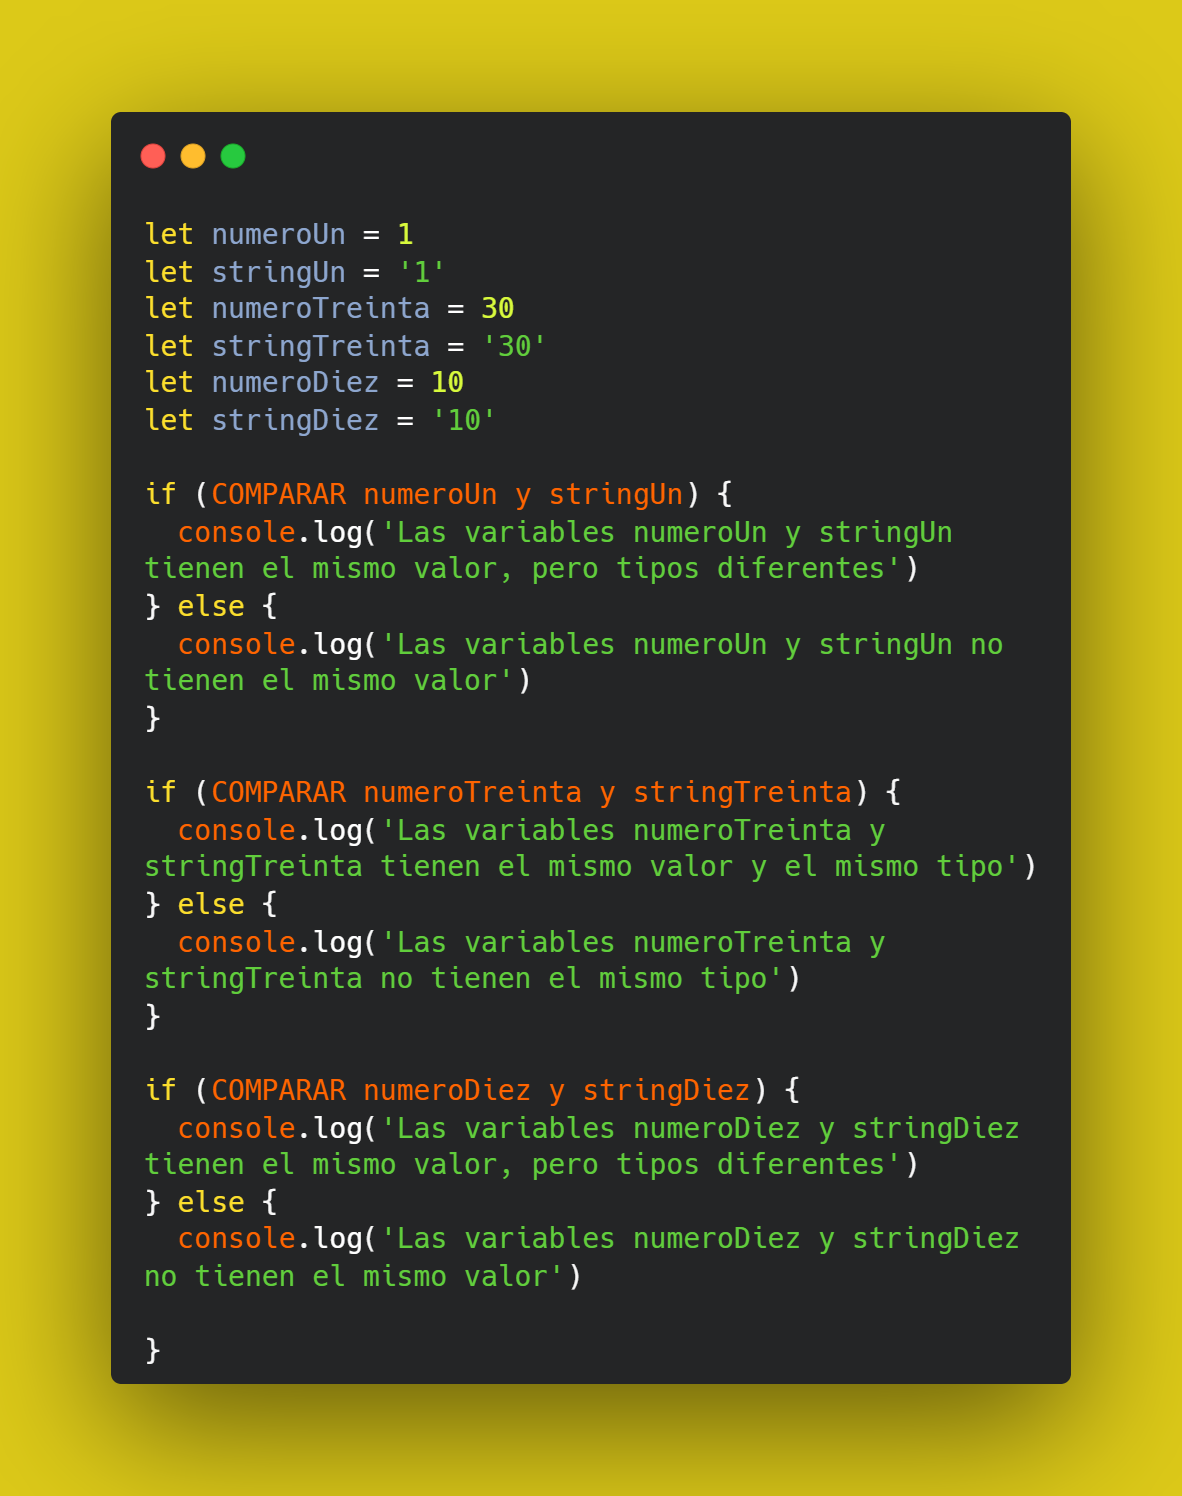 let numeroUn = 1
let stringUn = '1'
let numeroTreinta = 30
let stringTreinta = '30'
let numeroDiez = 10
let stringDiez = '10'

if (COMPARAR numeroUn y stringUn) {
  console.log('Las variables numeroUn y stringUn
tienen el mismo valor, pero tipos diferentes')
} else {
  console.log('Las variables numeroUn y stringUn no
tienen el mismo valor')
}

if (COMPARAR numeroTreinta y stringTreinta) {
  console.log('Las variables numeroTreinta y
stringTreinta tienen el mismo valor y el mismo tipo')
} else {
  console.log('Las variables numeroTreinta y
stringTreinta no tienen el mismo tipo')
}

if (COMPARAR numeroDiez y stringDiez) {
  console.log('Las variables numeroDiez y stringDiez
tienen el mismo valor, pero tipos diferentes')
} else {
  console.log('Las variables numeroDiez y stringDiez
no tienen el mismo valor')

}